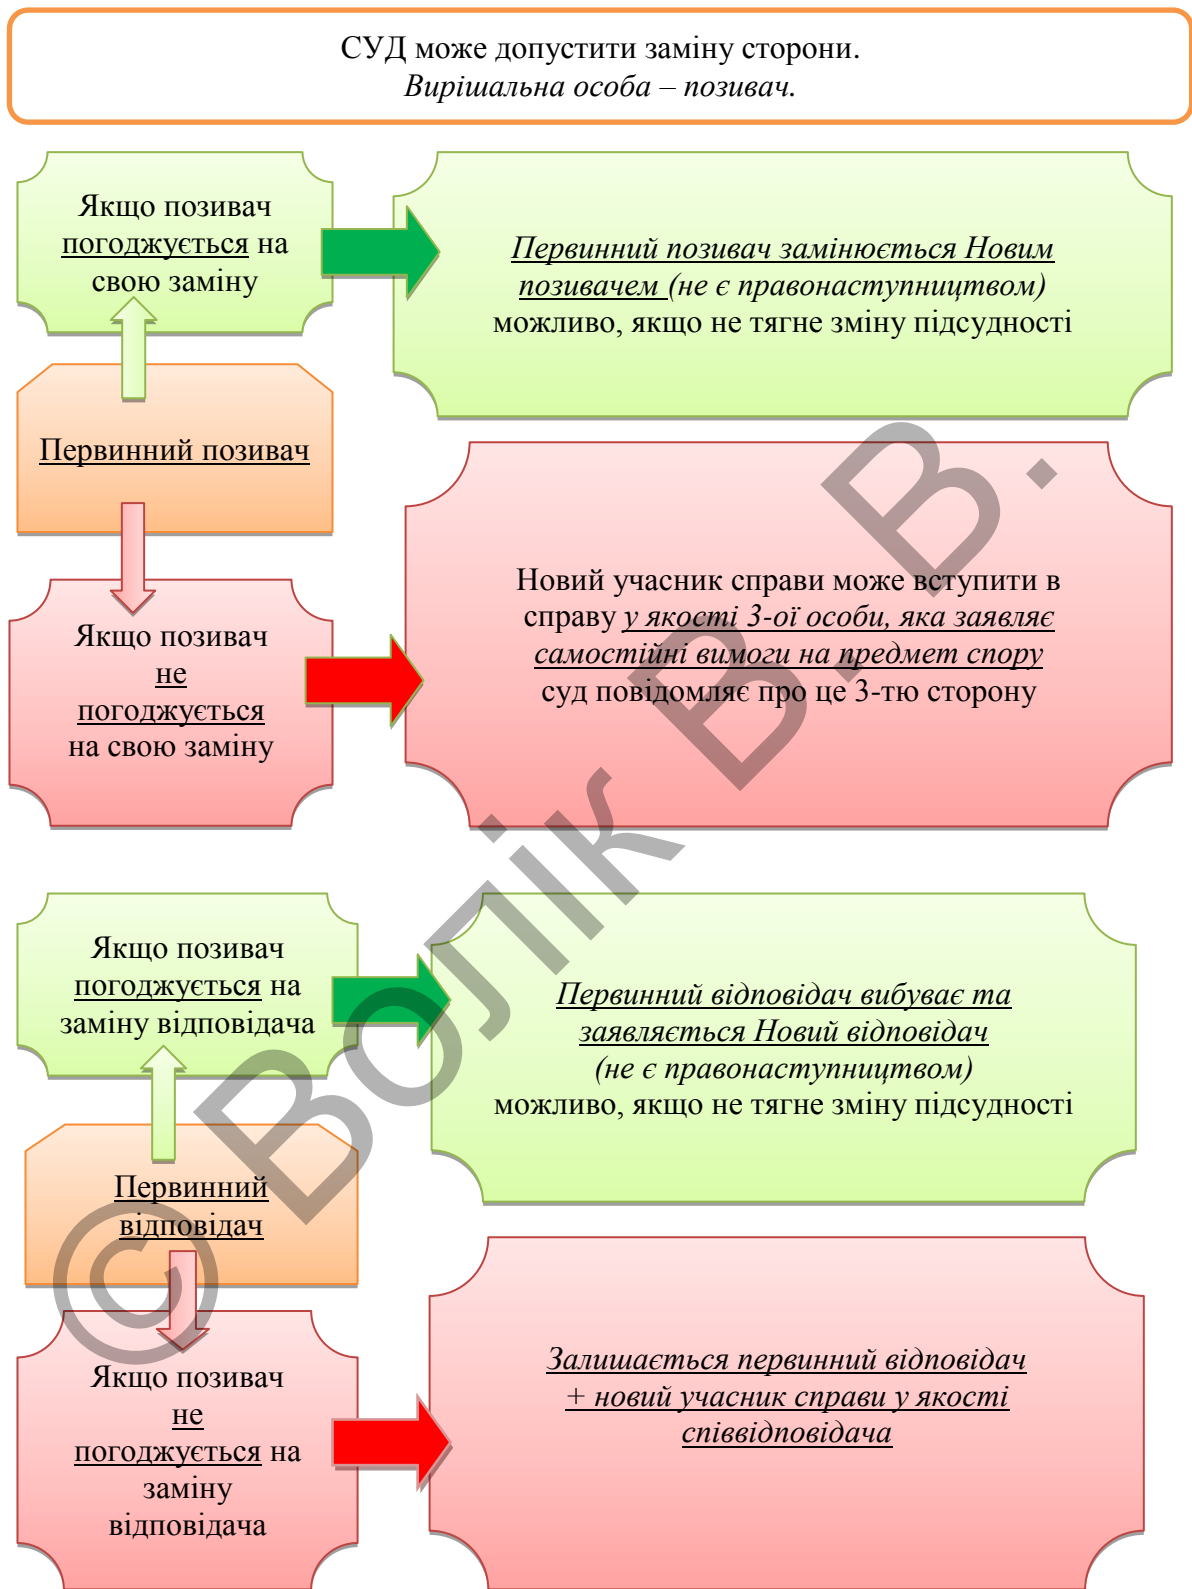 СУД може допустити заміну сторони.
Вирішальна особа – позивач.
Якщо позивач
погоджується на
свою заміну
Первинний позивач замінюється Новим
позивачем (не є правонаступництвом)
можливо, якщо не тягне зміну підсудності
Первинний позивач
Якщо позивач
не
погоджується
на свою заміну
Новий учасник справи може вступити в
справу у якості 3-ої особи, яка заявляє
самостійні вимоги на предмет спору
суд повідомляє про це 3-тю сторону
Якщо позивач
погоджується на
заміну відповідача
Первинний відповідач вибуває та
заявляється Новий відповідач
(не є правонаступництвом)
можливо, якщо не тягне зміну підсудності
Первинний
відповідач
Якщо позивач
не
погоджується на
заміну
відповідача
Залишається первинний відповідач
+ новий учасник справи у якості
співвідповідача
© Волік В. В.